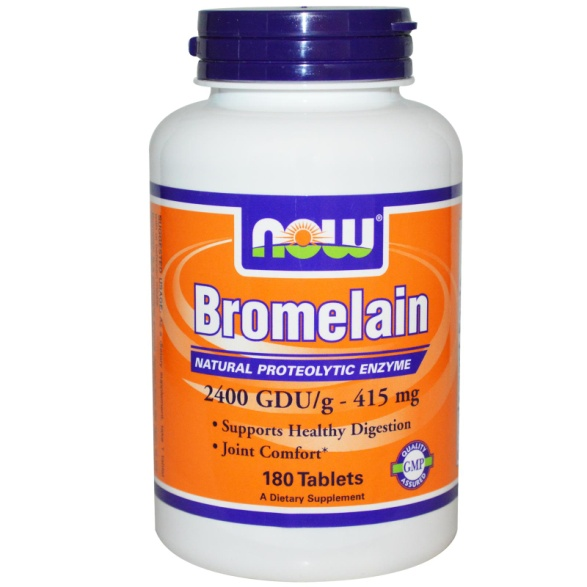 NOW®
Bromelain
NATURAL PROTEOLYTIC ENZYME
2400 GDU/g - 415 mg
• Supports Healthy Digestion
• Joint Comfort*
QUALITY
GMP
ASSURED
180 Tablets
A Dietary Supplement